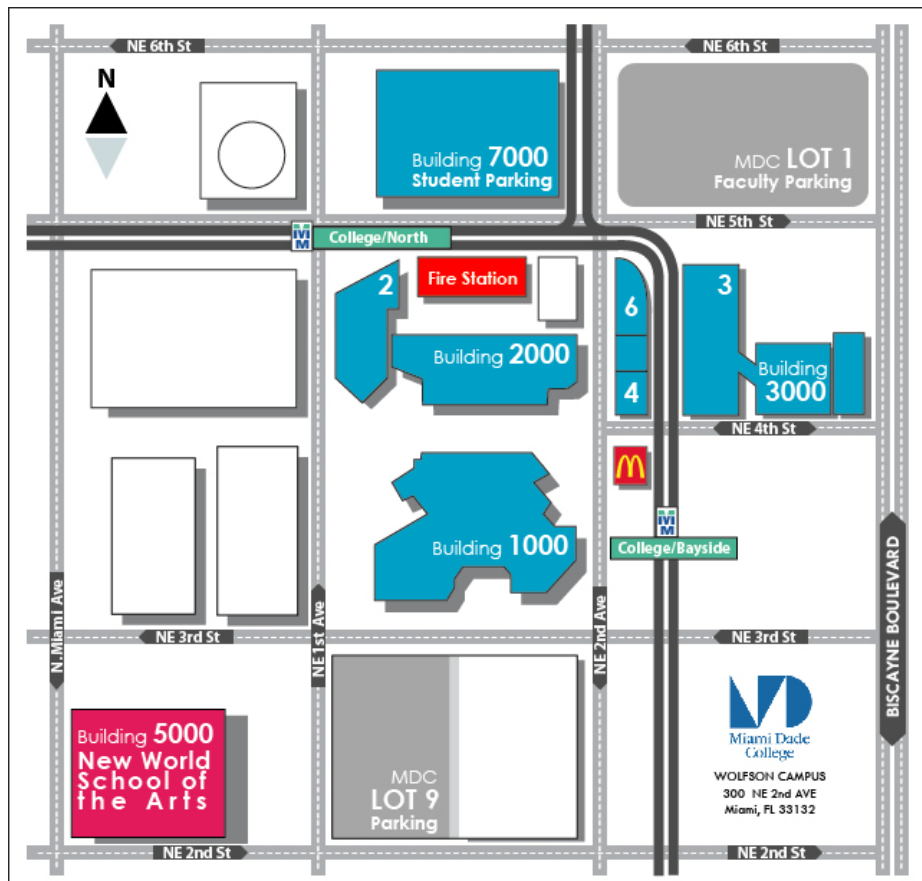 NE 6th St
NE 6th St
N
Building 7000
Student Parking
MDC LOT 1
Faculty Parking
NE 5th St
College/North
2
Fire Station
6
3
Building 2000
Building
3000
4
NE 4th St
M
Building 1000
College/Bayside
N. Miami Ave
NE 1st Ave
NE 2nd Ave
BISCAYNE BOULEVARD
NE 3rd St
NE 3rd St
Building 5000
New World
School of
the Arts
MDC
LOT 9
Parking
Miami Dade
College
WOLFSON CAMPUS
300 NE 2nd AVE
Miami, FL 33132
NE 2nd St
NE 2nd St